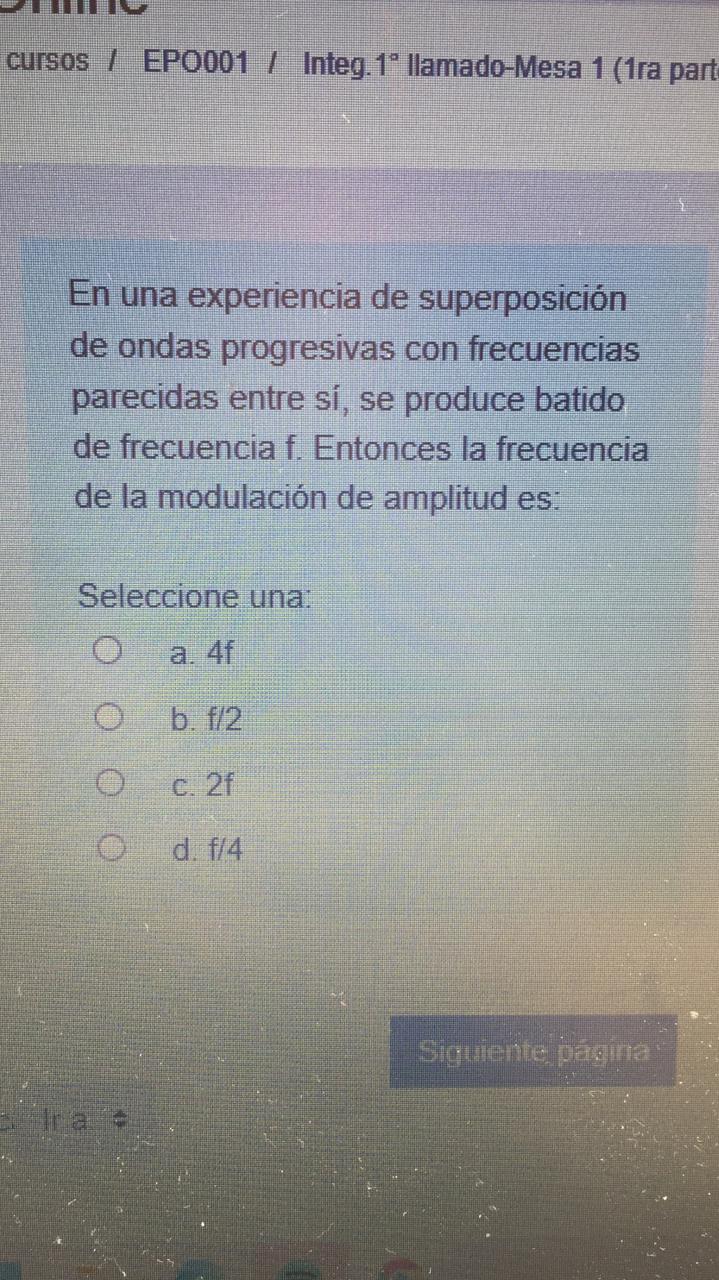 cursos / EPO001 / Integ.1° llamado-Mesa 1 (1ra part
En una experiencia de superposición
de ondas progresivas con frecuencias
parecidas entre sí, se produce batido
de frecuencia f. Entonces la frecuencia
de la modulación de amplitud es:
Seleccione una:
a. 4f
b. f/2
c. 2f
d. f/4
Siguiente página
Ir a